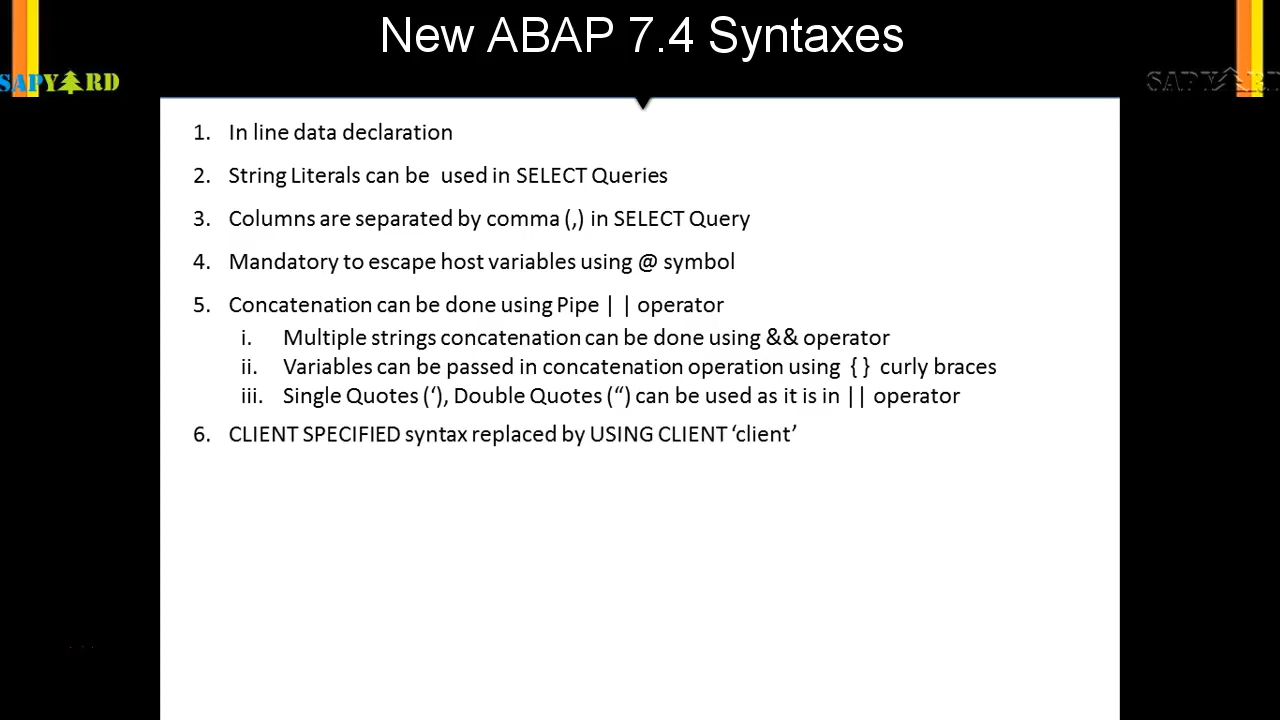 New ABAP 7.4 Syntaxes
SAPYARD
SAPYARD
1. In line data declaration
2. String Literals can be used in SELECT Queries
3. Columns are separated by comma (,) in SELECT Query
4. Mandatory to escape host variables using @ symbol
5. Concatenation can be done using Pipe | | operator
i. Multiple strings concatenation can be done using && operator
ii. Variables can be passed in concatenation operation using { } curly braces
iii. Single Quotes (‘), Double Quotes (“) can be used as it is in || operator
6. CLIENT SPECIFIED syntax replaced by USING CLIENT ‘client’